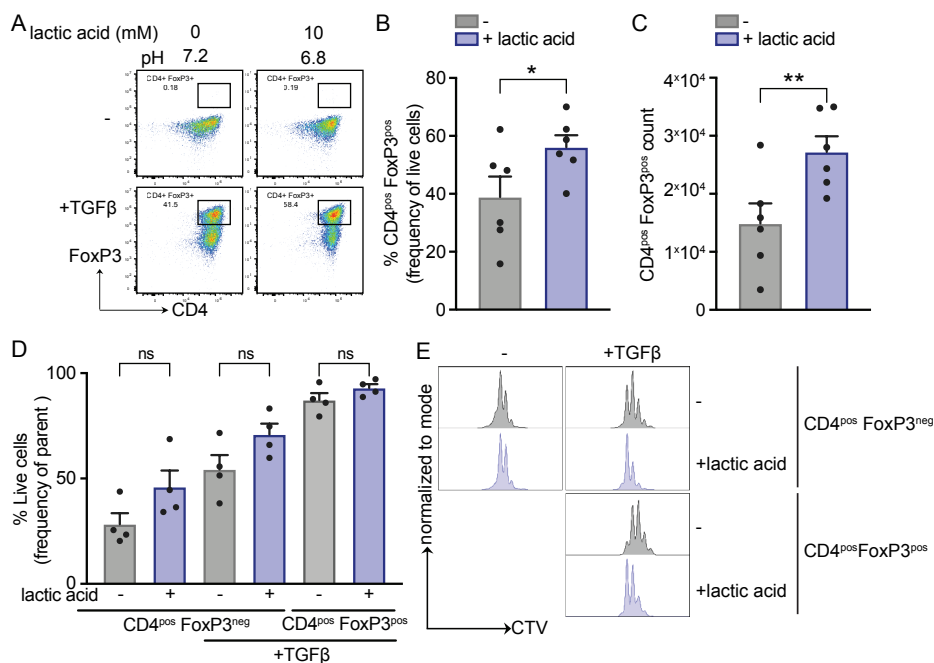 A
lactic acid (mM) 0 10
pH 7.2 6.8
CD4+ FoxP3+
0.18
CD4+ FoxP3+
0.19
-
CD4+ FoxP3+
41.5
CD4+ FoxP3+
58.4
+TGFβ
FoxP3
CD4
B
-
+ lactic acid
*
80
60
40
20
0
% CD4pos FoxP3pos
(frequency of live cells)
C
-
+ lactic acid
**
4×10⁴
3×10⁴
2×10⁴
1×10⁴
0
CD4pos FoxP3pos count
D
ns ns ns
100
50
0
% Live cells
(frequency of parent )
lactic acid - + - + - +
CD4pos FoxP3neg CD4pos FoxP3pos
+TGFβ
E
- +TGFβ
-
+lactic acid
CD4pos FoxP3neg
-
+lactic acid
CD4posFoxP3pos
normalized to mode
CTV